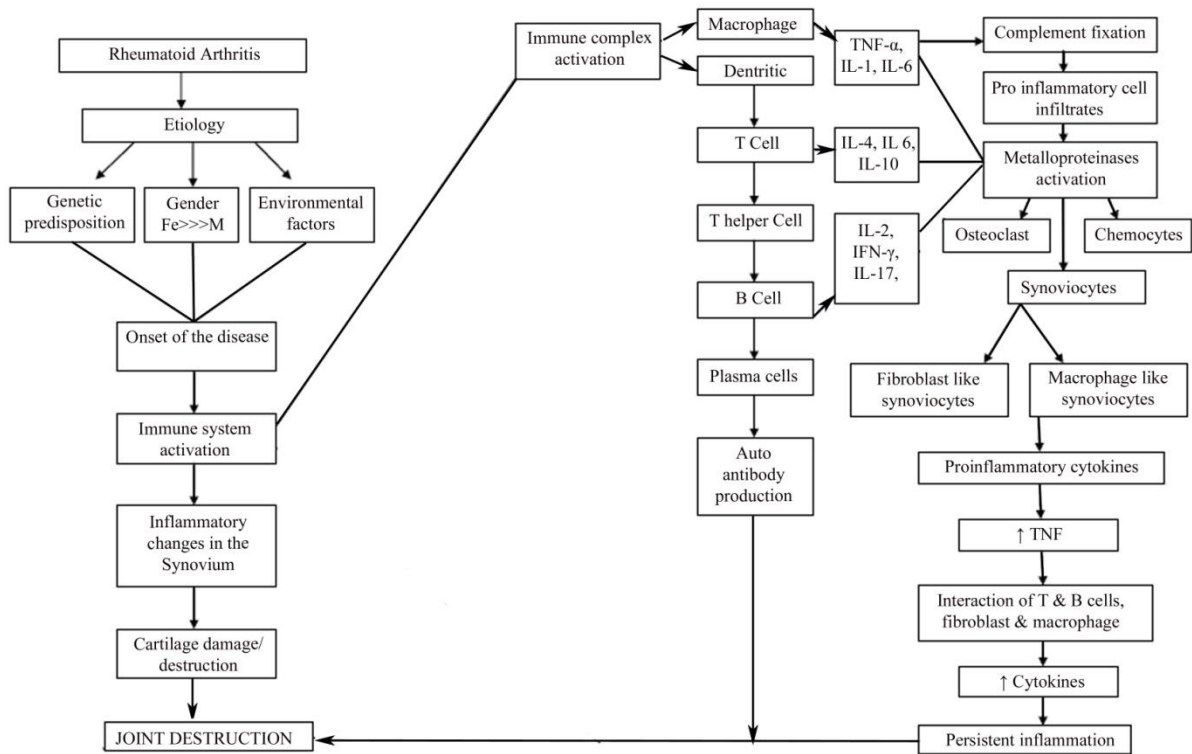 Rheumatoid Arthritis
Etiology
Genetic
predisposition
Gender
Fe>>>M
Environmental
factors
Onset of the disease
Immune system
activation
Inflammatory
changes in the
Synovium
Cartilage damage/
destruction
JOINT DESTRUCTION
Immune complex
activation
Macrophage
Dentritic
T Cell
T helper Cell
B Cell
Plasma cells
Auto
antibody
production
TNF-α,
IL-1, IL-6
IL-4, IL 6,
IL-10
IL-2,
IFN-γ,
IL-17,
Complement fixation
Pro inflammatory cell
infiltrates
Metalloproteinases
activation
Osteoclast
Chemocytes
Synoviocytes
Fibroblast like
synoviocytes
Macrophage like
synoviocytes
Proinflammatory cytokines
↑ TNF
Interaction of T & B cells,
fibroblast & macrophage
↑ Cytokines
Persistent inflammation